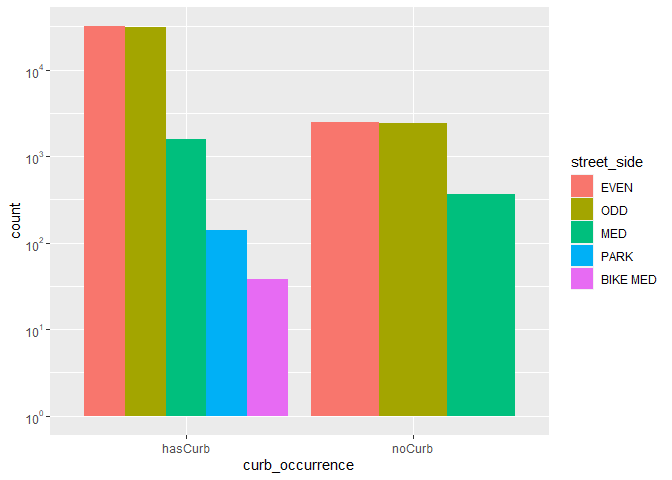 count
10⁴
10³
10²
10¹
10⁰
hasCurb
noCurb
curb_occurrence
street_side
EVEN
ODD
MED
PARK
BIKE MED